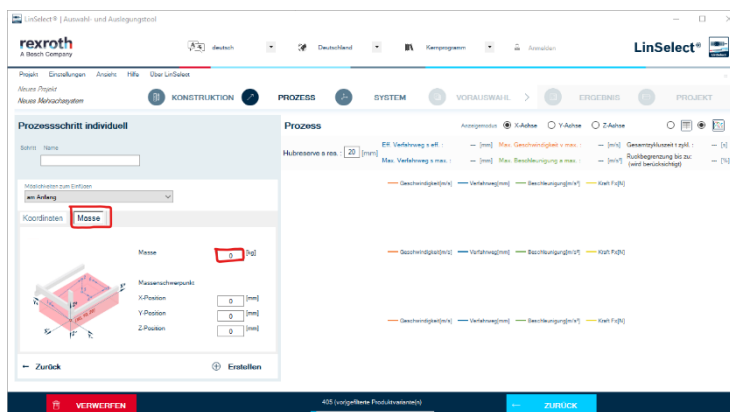 LinSelect® | Auswahl- und Auslegungstool
rexroth
A Bosch Company
deutsch
Deutschland
Kernprogramm
Anmelden
LinSelect®
Projekt Einstellungen Ansicht Hilfe Über LinSelect
Neues Projekt
Neues Mehrachssystem
KONSTRUKTION
PROZESS
SYSTEM
VORAUSWAHL >
ERGEBNIS
PROJEKT
Prozessschritt individuell
Schritt Name
Möglichkeiten zum Einfügen
am Anfang
Koordinaten Masse
Masse 0 [kg]
Massenschwerpunkt:
X-Position 0 [mm]
Y-Position 0 [mm]
Z-Position 0 [mm]
← Zurück
Erstellen
Prozess
Anzeigemodus X-Achse Y-Achse Z-Achse
Hubreserve s res. : 20 [mm]
Eff. Verfahrweg s eff. : -- [mm] Max. Geschwindigkeit v max. : -- [m/s] Gesamtzykluszeit t zykl. : -- [s]
Max. Verfahrweg s max. : -- [mm] Max. Beschleunigung a max. : -- [m/s²] Ruckbegrenzung bis zu: -- [%]
(wird berücksichtigt)
Geschwindigkeit[m/s] Verfahrweg[mm] Beschleunigung[m/s²] Kraft Fx[N]
Geschwindigkeit[m/s] Verfahrweg[mm] Beschleunigung[m/s²] Kraft Fx[N]
Geschwindigkeit[m/s] Verfahrweg[mm] Beschleunigung[m/s²] Kraft Fx[N]
VERWERFEN
405 (vorgefilterte Produktvariante(n)
← ZURÜCK